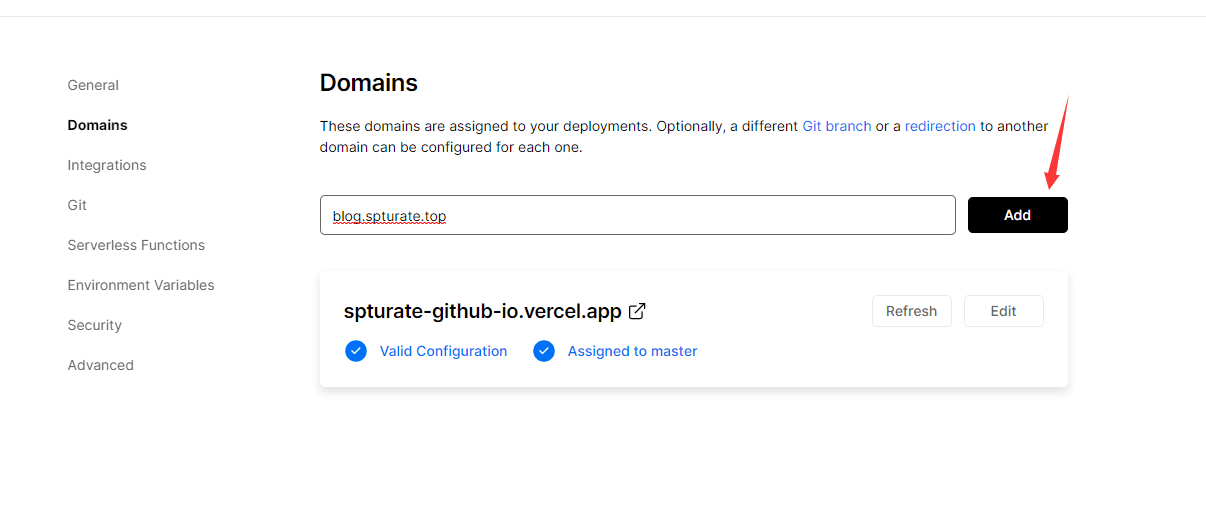 General
Domains
Integrations
Git
Serverless Functions
Environment Variables
Security
Advanced
Domains
These domains are assigned to your deployments. Optionally, a different Git branch or a redirection to another
domain can be configured for each one.
blog.spturate.top
Add
spturate-github-io.vercel.app
Refresh
Edit
Valid Configuration
Assigned to master